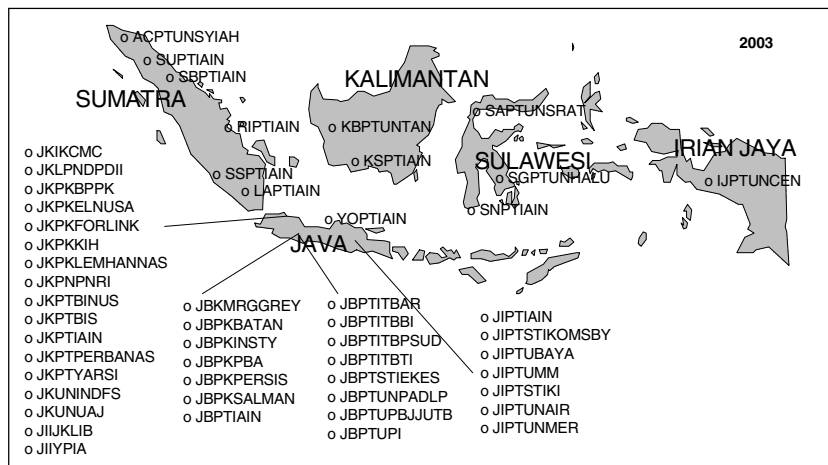 o ACPTUNSYIAH
2003
o SUPTIAIN
o SBPTIAIN
KALIMANTAN
SUMATRA
o SAPTUNSRAT
o RIPTIAIN
o KBPTUNTAN
IRIAN JAYA
o KSPTIAIN
SULAWESI
o SSPTIAIN
o SGPTUNHALU
o IJPTUNCEN
o LAPTIAIN
o SNPYIAIN
o YOPTIAIN
JAVA
o JKIKCMC
o JKLPNDPDII
o JKPKBPPK
o JKPKELNUSA
o JKPKFORLINK
o JKPKKIH
o JKPKLEMHANNAS
o JKPNPNRI
o JKPTBINUS
o JKPTBIS
o JKPTIAIN
o JKPTPERBANAS
o JKPTYARSI
o JKUNINDFS
o JKUNUAJ
o JIIJKLIB
o JIIYPIA
o JBKMRGGREY
o JBPKBATAN
o JBPKINSTY
o JBPKPBA
o JBPKPERSIS
o JBPKSALMAN
o JBPTIAIN
o JBPTITBAR
o JBPTITBBI
o JBPTITBPSUD
o JBPTITBTI
o JBPTSTIEKES
o JBPTUNPADLP
o JBPTUPBJJUTB
o JBPTUPI
o JIPTIAIN
o JIPTSTIKOMSBY
o JIPTUBAYA
o JIPTUMM
o JIPTSTIKI
o JIPTUNAIR
o JIPTUNMER